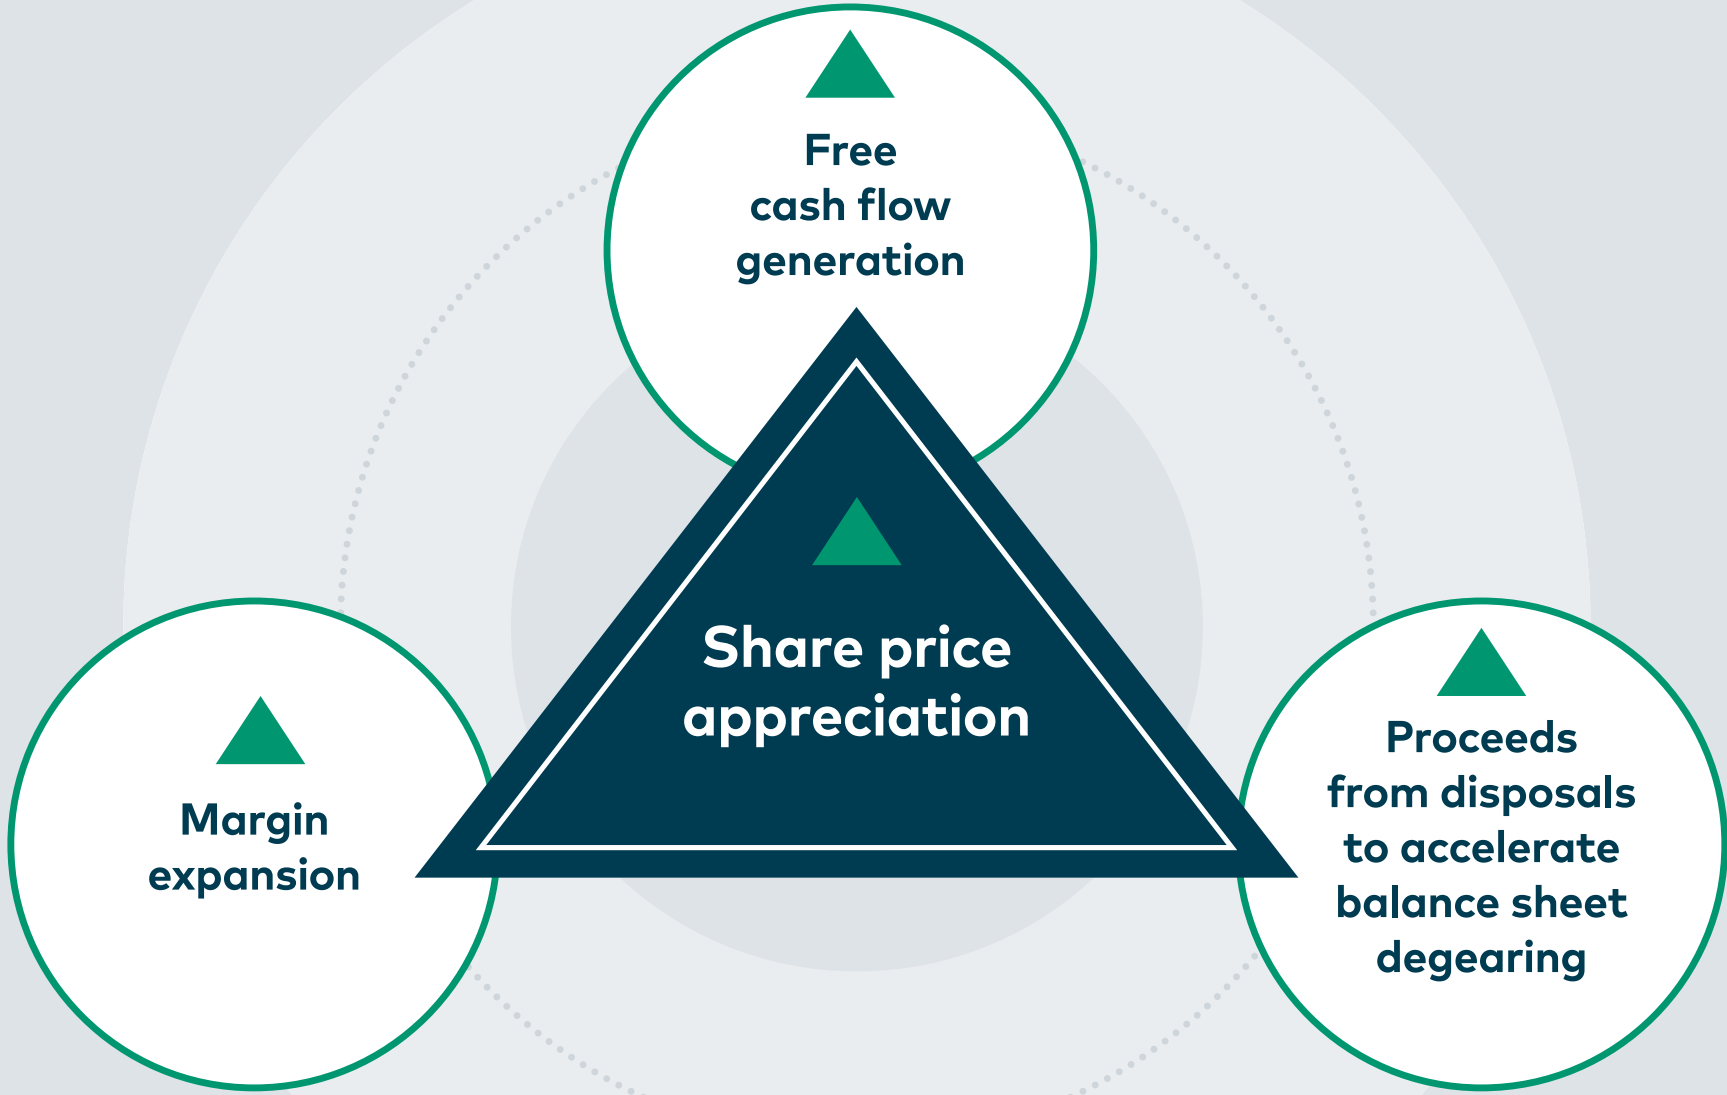 Free
cash flow
generation
Share price
appreciation
Margin
expansion
Proceeds
from disposals
to accelerate
balance sheet
degearing